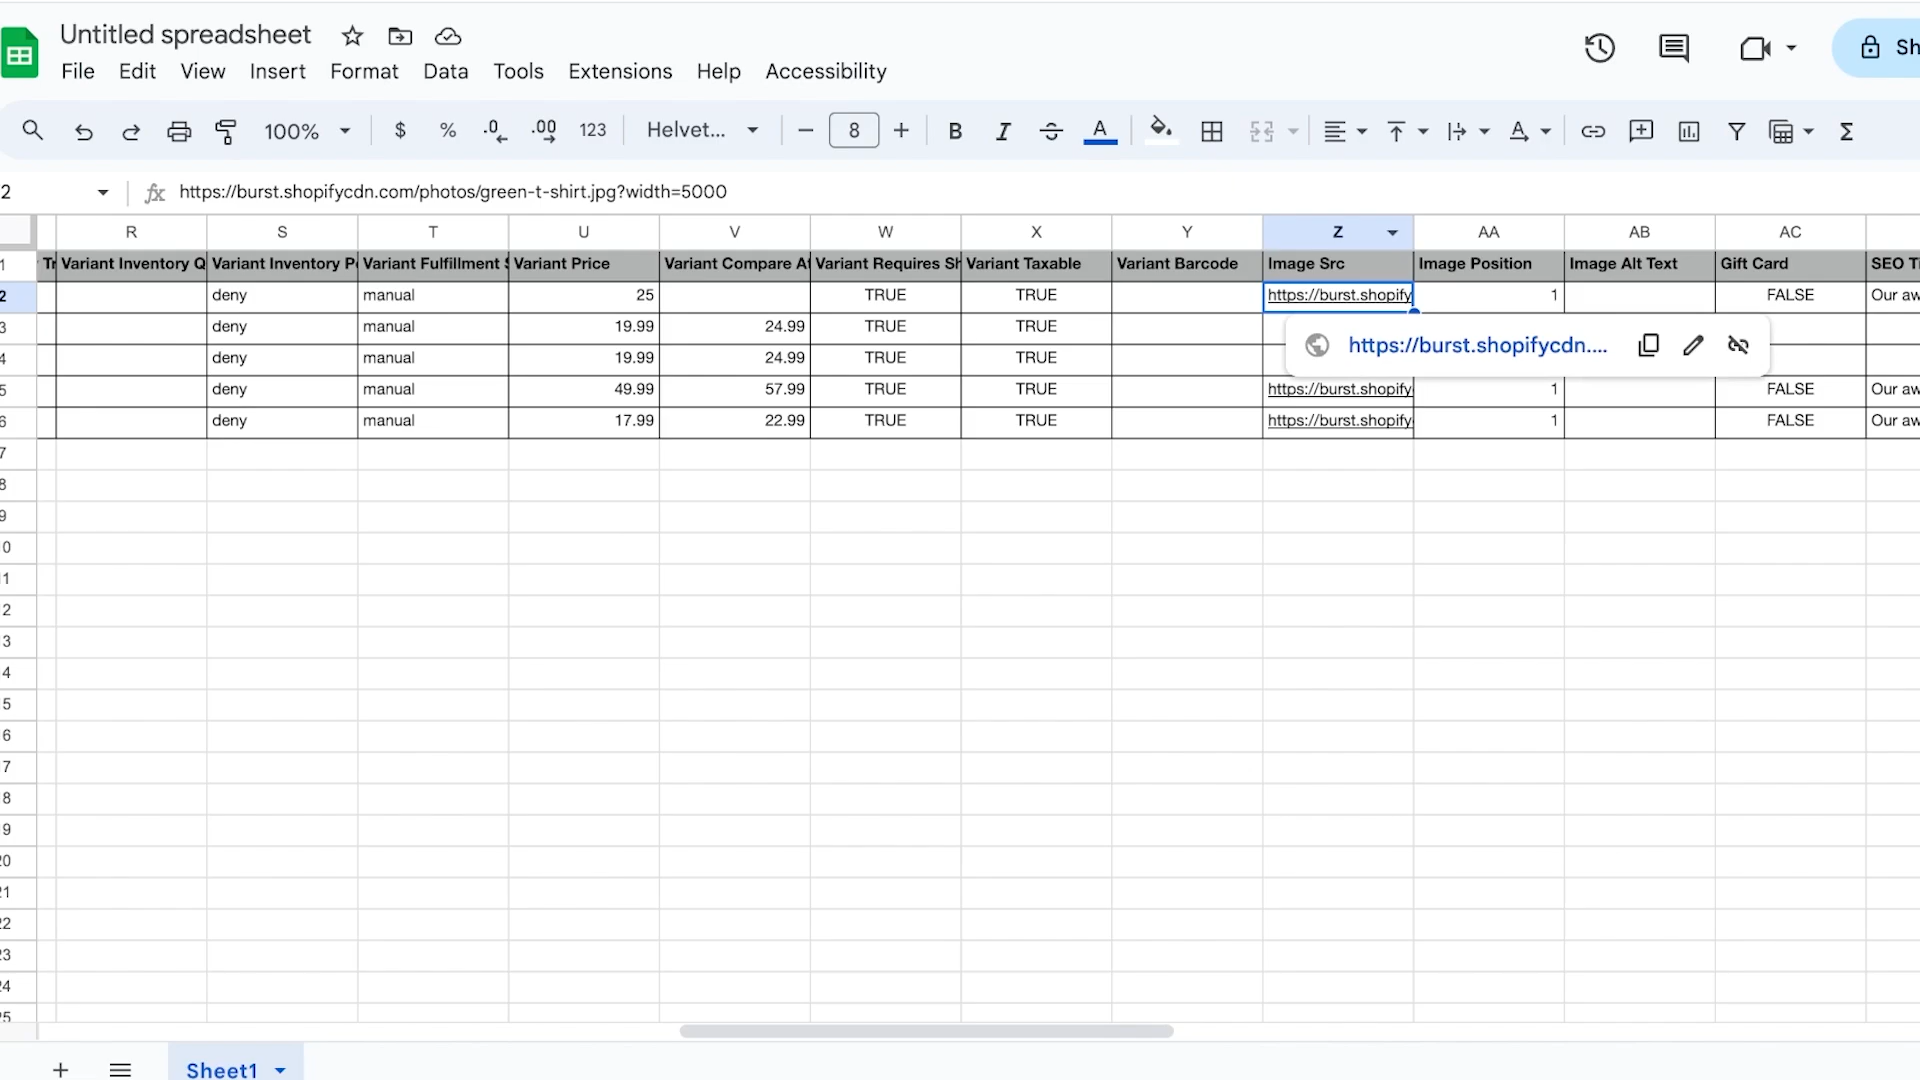 Untitled spreadsheet
File Edit View Insert Format Data Tools Extensions Help Accessibility
Sh
100% $ % .0 .00 123 Helvet... 8 B I S A A Σ
2 fx https://burst.shopifycdn.com/photos/green-t-shirt.jpg?width=5000
R S T U V W X Y Z AA AB AC
1 Tr Variant Inventory Q Variant Inventory Po Variant Fulfillment S Variant Price Variant Compare At Variant Requires Sh Variant Taxable Variant Barcode Image Src Image Position Image Alt Text Gift Card SEO Ti
2 deny manual 25 TRUE TRUE https://burst.shopify 1 FALSE Our aw
3 deny manual 19.99 24.99 TRUE TRUE
https://burst.shopifycdn....
4 deny manual 19.99 24.99 TRUE TRUE
5 deny manual 49.99 57.99 TRUE TRUE https://burst.shopify 1 FALSE Our aw
6 deny manual 17.99 22.99 TRUE TRUE https://burst.shopify 1 FALSE Our aw
7
8
9
0
1
2
3
4
5
6
7
8
9
20
21
22
23
24
25
Sheet1